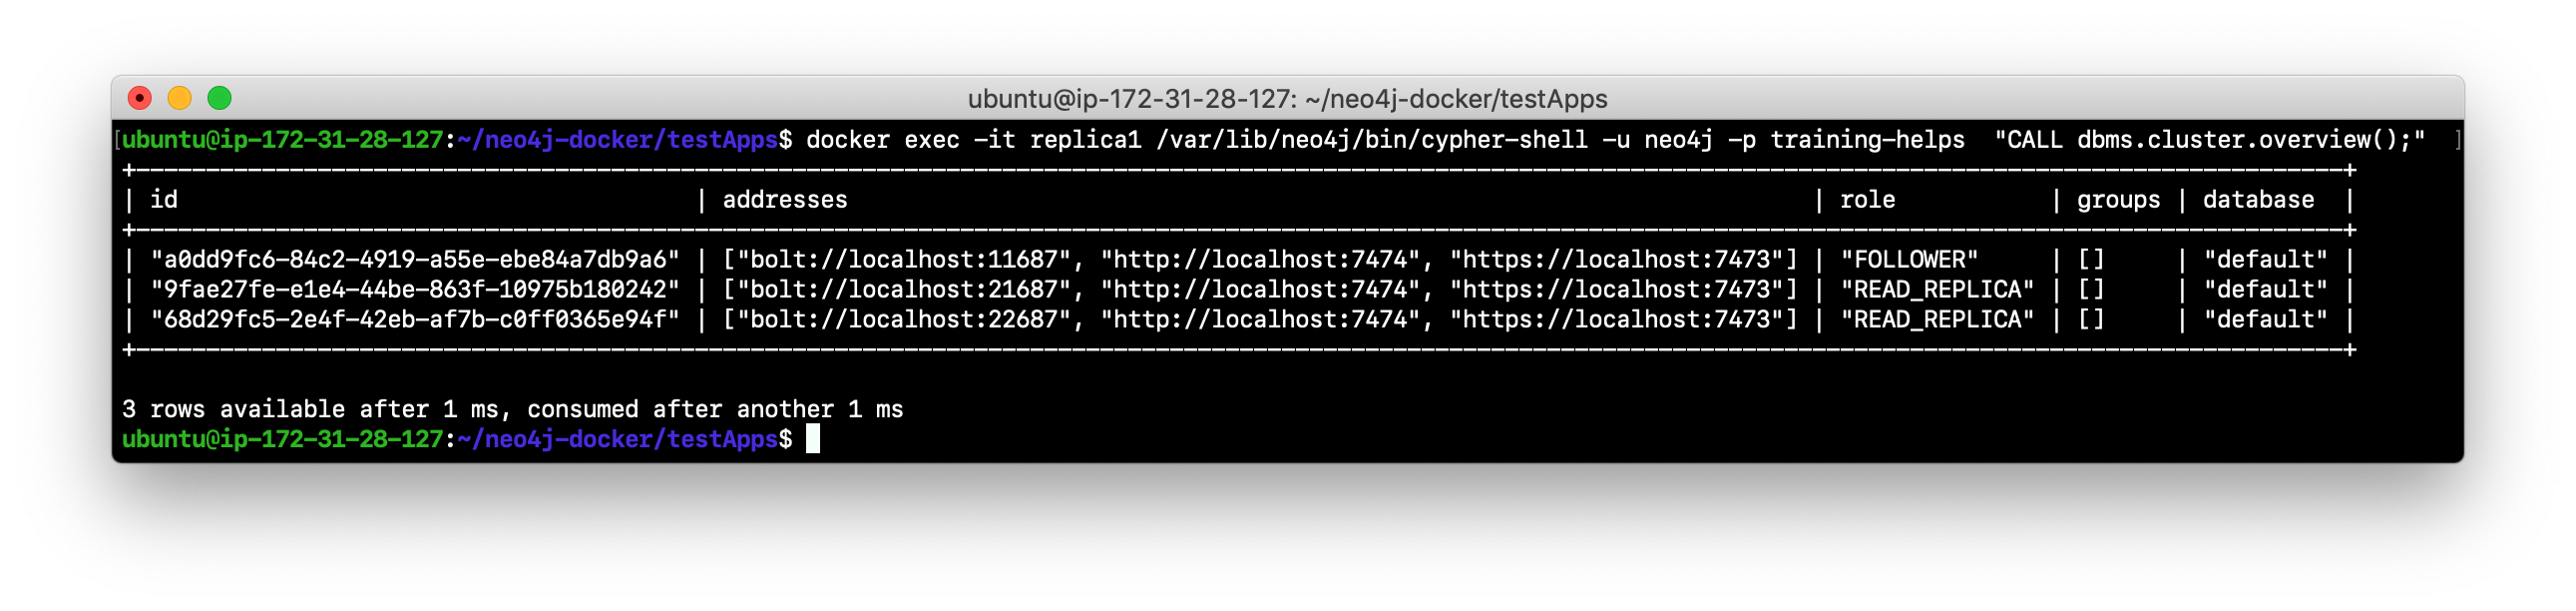 ubuntu@ip-172-31-28-127: ~/neo4j-docker/testApps
[ubuntu@ip-172-31-28-127:~/neo4j-docker/testApps$ docker exec -it replica1 /var/lib/neo4j/bin/cypher-shell -u neo4j -p training-helps  "CALL dbms.cluster.overview();"  ]
| id | addresses | role | groups | database |
| "a0dd9fc6-84c2-4919-a55e-ebe84a7db9a6" | ["bolt://localhost:11687", "http://localhost:7474", "https://localhost:7473"] | "FOLLOWER" | [] | "default" |
| "9fae27fe-e1e4-44be-863f-10975b180242" | ["bolt://localhost:21687", "http://localhost:7474", "https://localhost:7473"] | "READ_REPLICA" | [] | "default" |
| "68d29fc5-2e4f-42eb-af7b-c0ff0365e94f" | ["bolt://localhost:22687", "http://localhost:7474", "https://localhost:7473"] | "READ_REPLICA" | [] | "default" |
3 rows available after 1 ms, consumed after another 1 ms
ubuntu@ip-172-31-28-127:~/neo4j-docker/testApps$